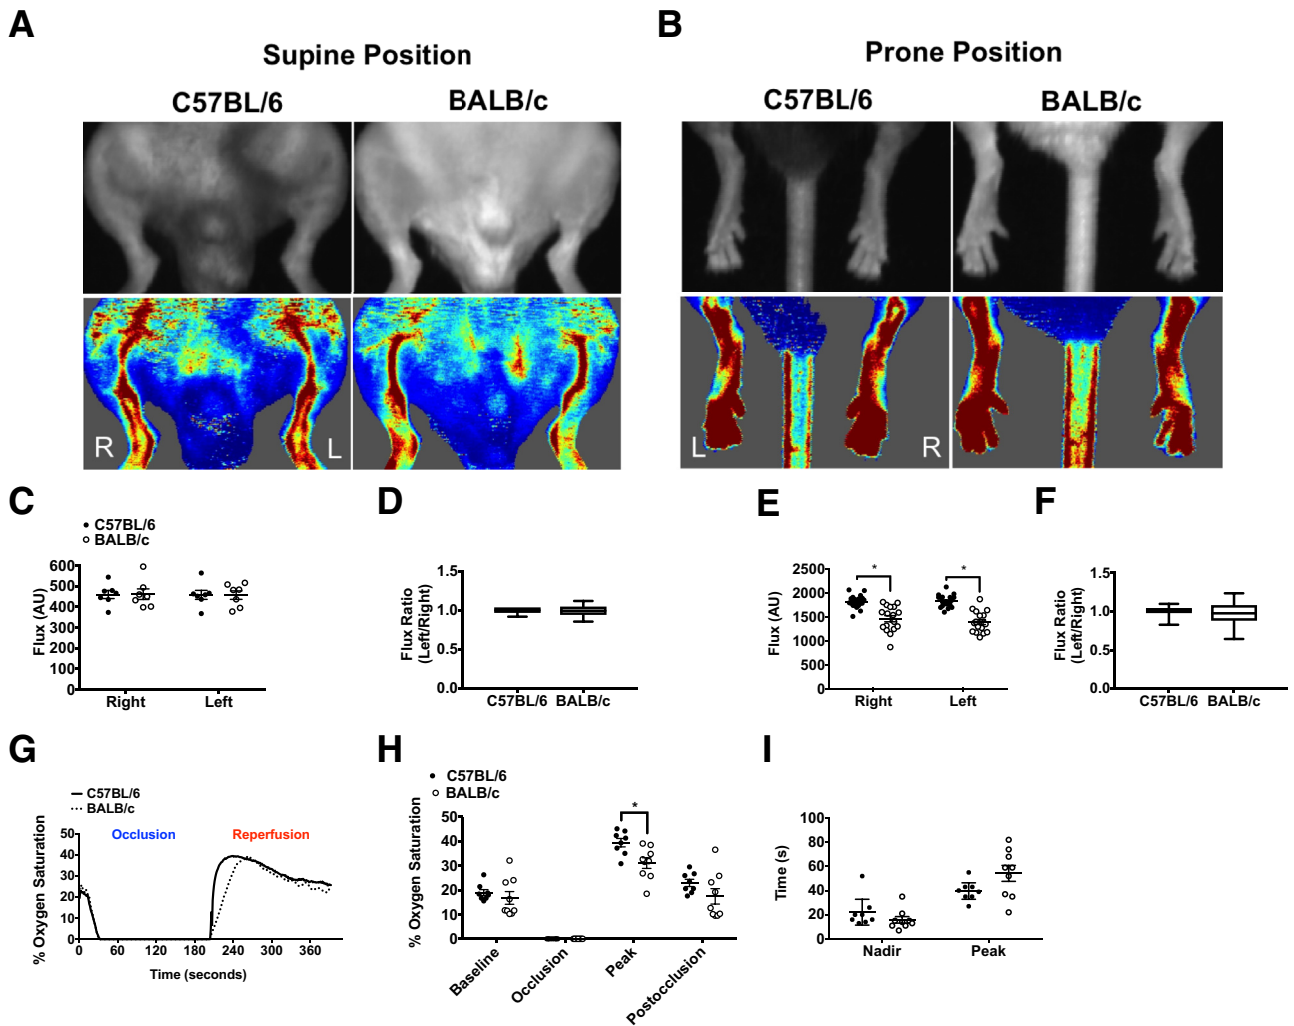 A
B
Supine Position
Prone Position
C57BL/6
BALB/c
C57BL/6
BALB/c
R
L
L
R
C
D
E
F
C57BL/6
BALB/c
Flux (AU)
600
500
400
300
200
100
0
Right
Left
Flux Ratio
(Left/Right)
1.5
1.0
0.5
0.0
C57BL/6
BALB/c
Flux (AU)
2500
2000
1500
1000
500
0
*
*
Right
Left
Flux Ratio
(Left/Right)
1.5
1.0
0.5
0.0
C57BL/6
BALB/c
G
H
I
C57BL/6
BALB/c
% Oxygen Saturation
50
40
30
20
10
0
Occlusion
Reperfusion
0
60
120
180
240
300
360
Time (seconds)
C57BL/6
BALB/c
% Oxygen Saturation
50
40
30
20
10
0
*
Baseline
Occlusion
Peak
Postocclusion
Time (s)
100
80
60
40
20
0
Nadir
Peak